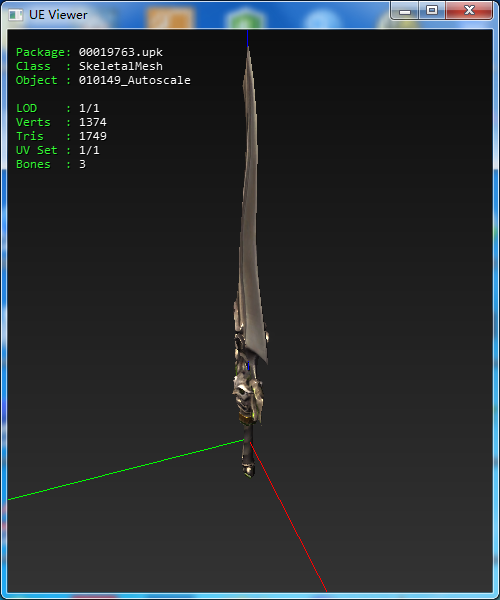 UE Viewer
Package: 00019763.upk
Class : SkeletalMesh
Object : 010149_Autoscale
LOD : 1/1
Verts : 1374
Tris : 1749
UV Set : 1/1
Bones : 3